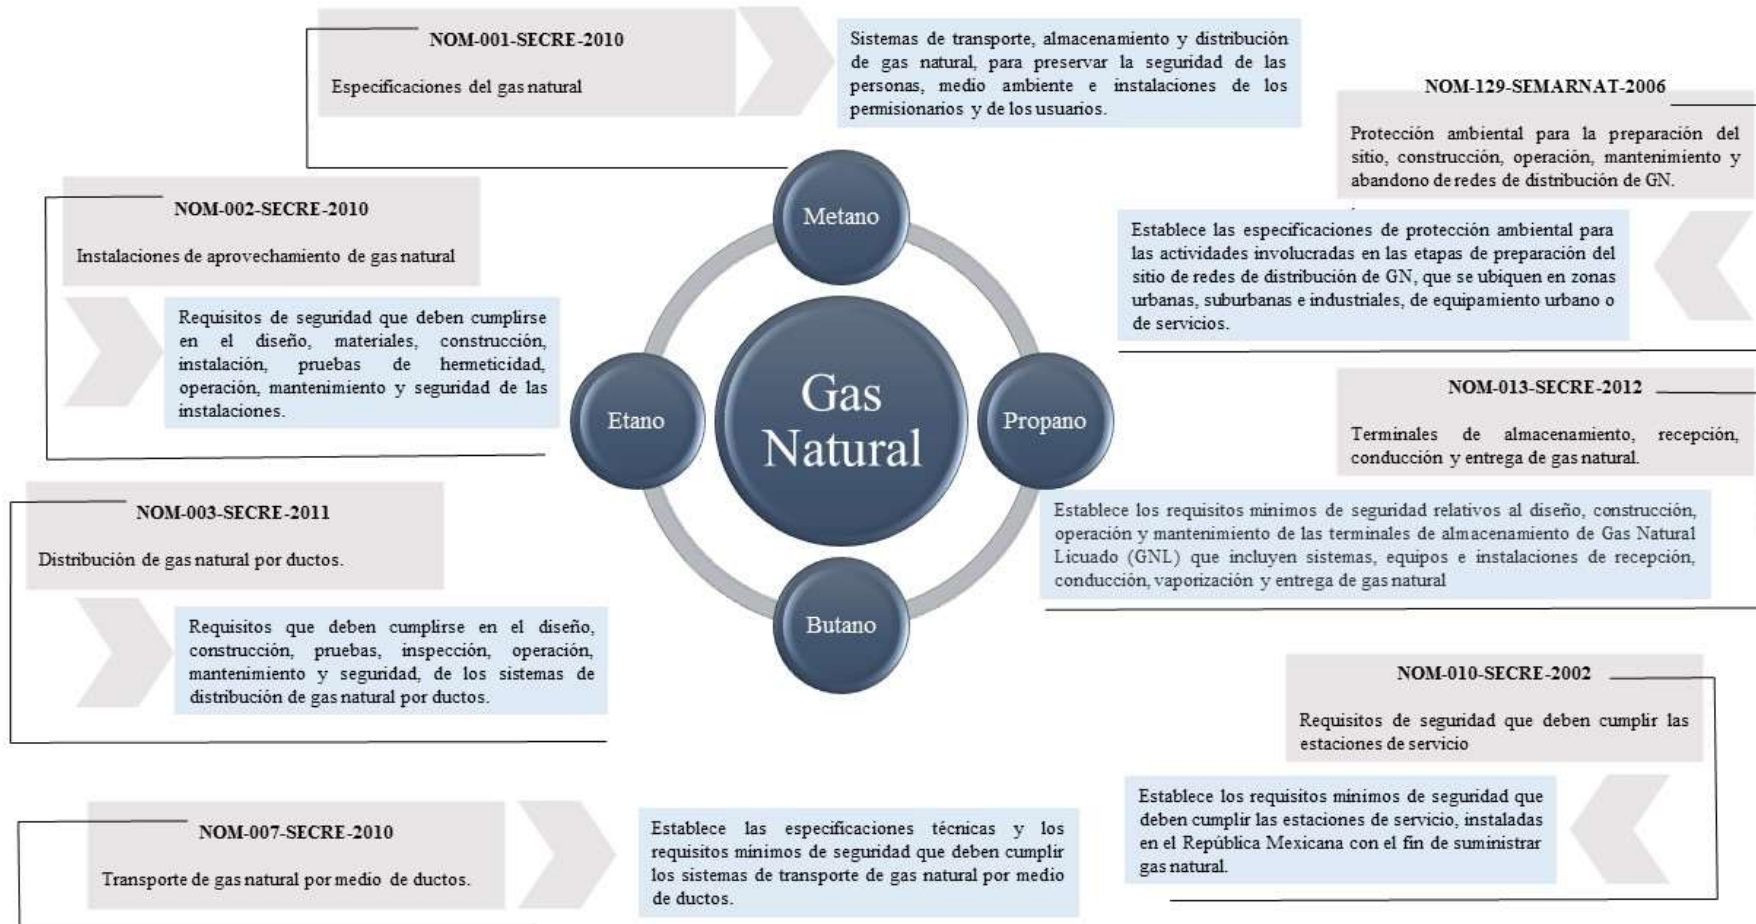 NOM-001-SECRE-2010
Especificaciones del gas natural
Sistemas de transporte, almacenamiento y distribución
de gas natural, para preservar la seguridad de las
personas, medio ambiente e instalaciones de los
permisionarios y de los usuarios.
NOM-129-SEMARNAT-2006
Protección ambiental para la preparación del
sitio, construcción, operación, mantenimiento y
abandono de redes de distribución de GN.
Establece las especificaciones de protección ambiental para
las actividades involucradas en las etapas de preparación del
sitio de redes de distribución de GN, que se ubiquen en zonas
urbanas, suburbanas e industriales, de equipamiento urbano o
de servicios.
NOM-002-SECRE-2010
Instalaciones de aprovechamiento de gas natural
Requisitos de seguridad que deben cumplirse
en el diseño, materiales, construcción,
instalación, pruebas de hermeticidad,
operación, mantenimiento y seguridad de las
instalaciones.
Metano
Etano
Gas
Natural
Propano
Butano
NOM-013-SECRE-2012
Terminales de almacenamiento, recepción,
conducción y entrega de gas natural.
Establece los requisitos mínimos de seguridad relativos al diseño, construcción,
operación y mantenimiento de las terminales de almacenamiento de Gas Natural
Licuado (GNL) que incluyen sistemas, equipos e instalaciones de recepción,
conducción, vaporización y entrega de gas natural
NOM-003-SECRE-2011
Distribución de gas natural por ductos.
Requisitos que deben cumplirse en el diseño,
construcción, pruebas, inspección, operación,
mantenimiento y seguridad, de los sistemas de
distribución de gas natural por ductos.
NOM-010-SECRE-2002
Requisitos de seguridad que deben cumplir las
estaciones de servicio
Establece los requisitos mínimos de seguridad que
deben cumplir las estaciones de servicio, instaladas
en el República Mexicana con el fin de suministrar
gas natural.
NOM-007-SECRE-2010
Transporte de gas natural por medio de ductos.
Establece las especificaciones técnicas y los
requisitos mínimos de seguridad que deben cumplir
los sistemas de transporte de gas natural por medio
de ductos.